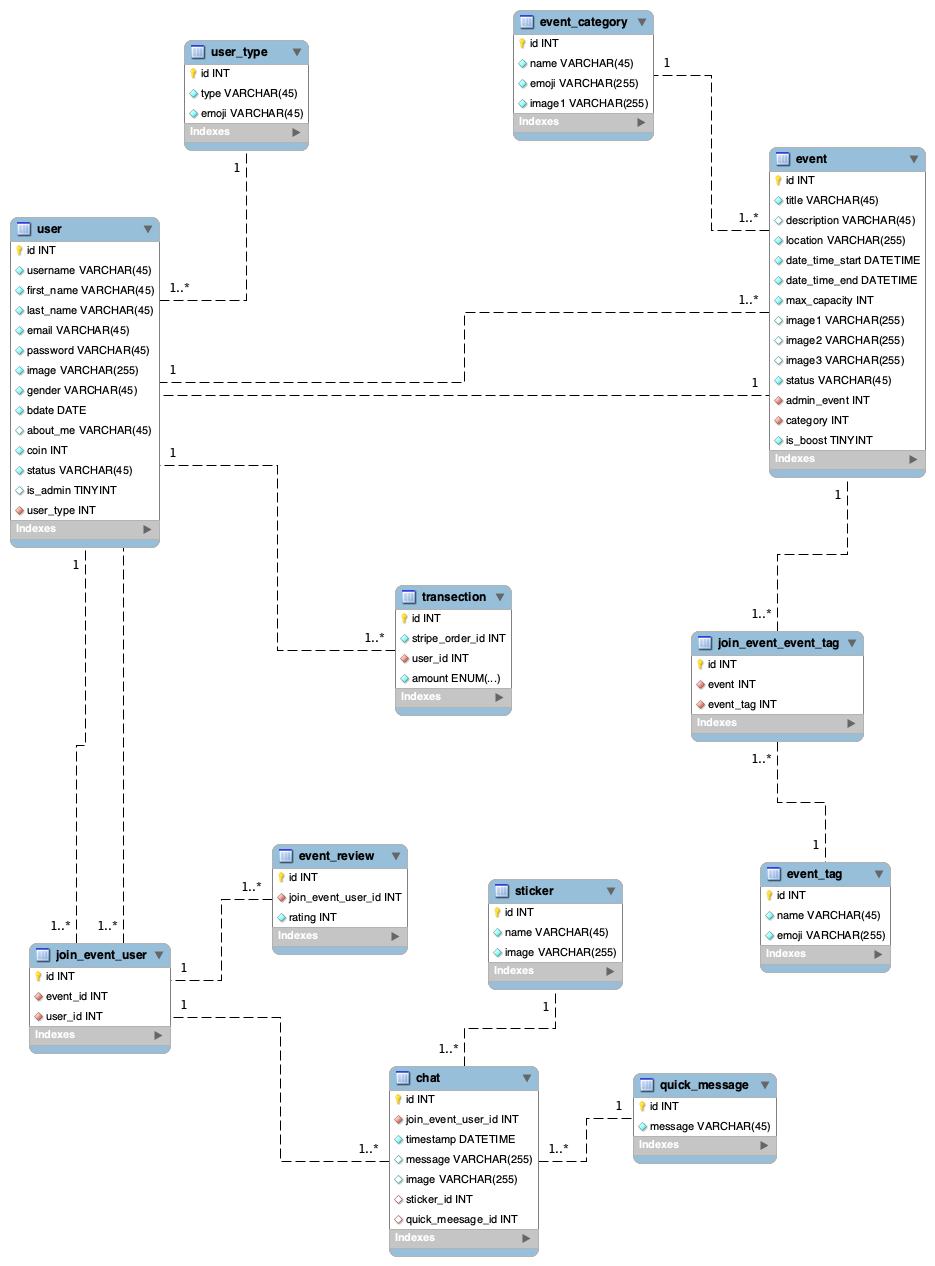 event_category
id INT
name VARCHAR(45)
emoji VARCHAR(255)
image1 VARCHAR(255)
Indexes
user_type
id INT
type VARCHAR(45)
emoji VARCHAR(45)
Indexes
1
1
event
id INT
title VARCHAR(45)
description VARCHAR(45)
location VARCHAR(255)
date_time_start DATETIME
date_time_end DATETIME
max_capacity INT
image1 VARCHAR(255)
image2 VARCHAR(255)
image3 VARCHAR(255)
status VARCHAR(45)
admin_event INT
category INT
is_boost TINYINT
Indexes
1..*
1..*
1
user
id INT
username VARCHAR(45)
first_name VARCHAR(45)
last_name VARCHAR(45)
email VARCHAR(45)
password VARCHAR(45)
image VARCHAR(255)
gender VARCHAR(45)
bdate DATE
about_me VARCHAR(45)
coin INT
status VARCHAR(45)
is_admin TINYINT
user_type INT
Indexes
1..*
1
1
1
1
1..*
transection
id INT
stripe_order_id INT
user_id INT
amount ENUM(...)
Indexes
1..*
1..*
join_event_event_tag
id INT
event INT
event_tag INT
Indexes
1..*
1
event_tag
id INT
name VARCHAR(45)
emoji VARCHAR(255)
Indexes
event_review
id INT
join_event_user_id INT
rating INT
Indexes
1..*
1..*
1..*
join_event_user
id INT
event_id INT
user_id INT
Indexes
1
1
sticker
id INT
name VARCHAR(45)
image VARCHAR(255)
Indexes
1
1..*
chat
id INT
join_event_user_id INT
timestamp DATETIME
message VARCHAR(255)
image VARCHAR(255)
sticker_id INT
quick_meesage_id INT
Indexes
1..*
1
quick_message
id INT
message VARCHAR(45)
Indexes